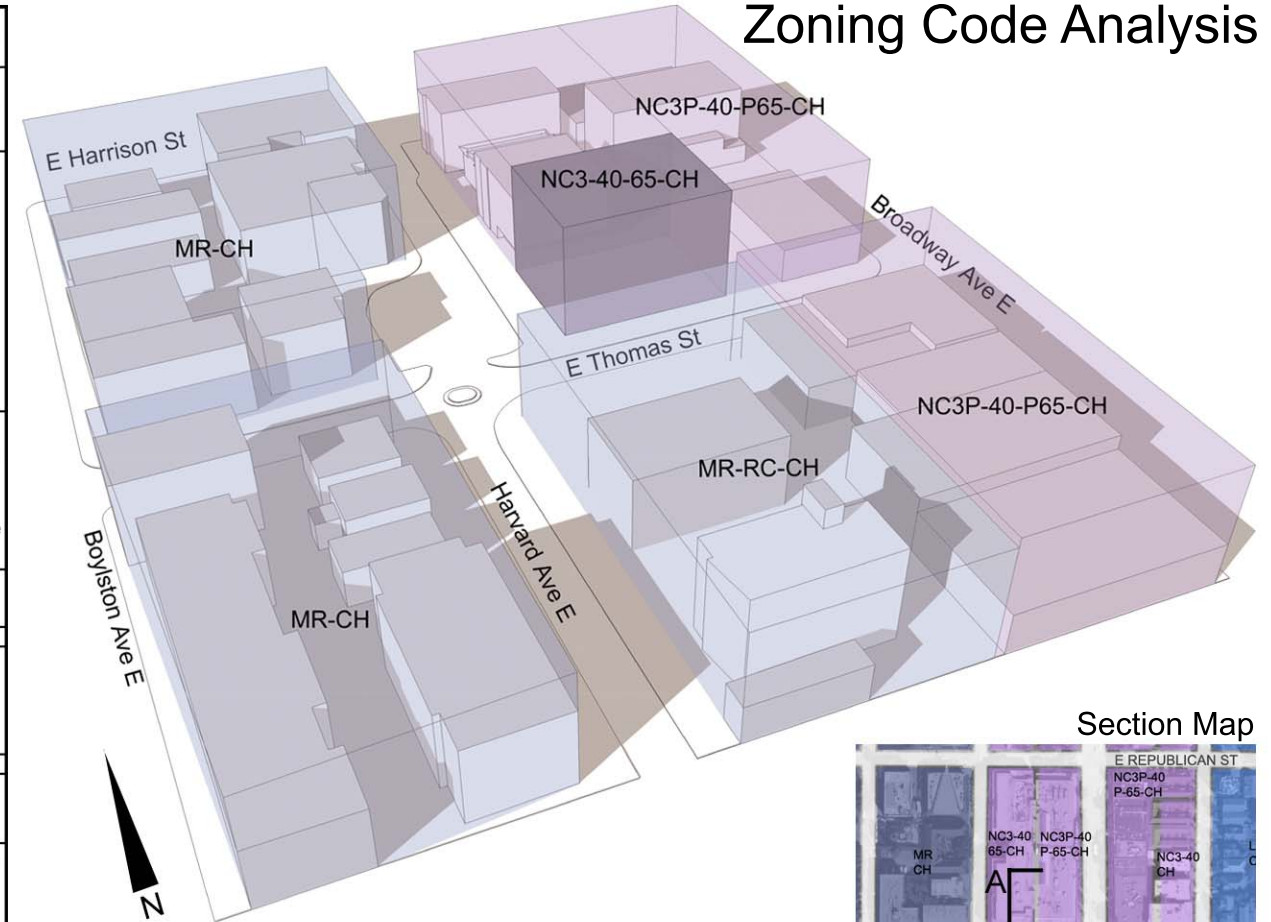 Zoning Code Analysis
NC3P-40-P65-CH
E Harrison St
NC3-40-65-CH
Broadway Ave E
MR-CH
E Thomas St
NC3P-40-P65-CH
MR-RC-CH
Harvard Ave E
Boylston Ave E
MR-CH
N
Section Map
E REPUBLICAN ST
NC3P-40
P-65-CH
NC3-40
65-CH
NC3P-40
P-65-CH
MR
CH
NC3-40
CH
A